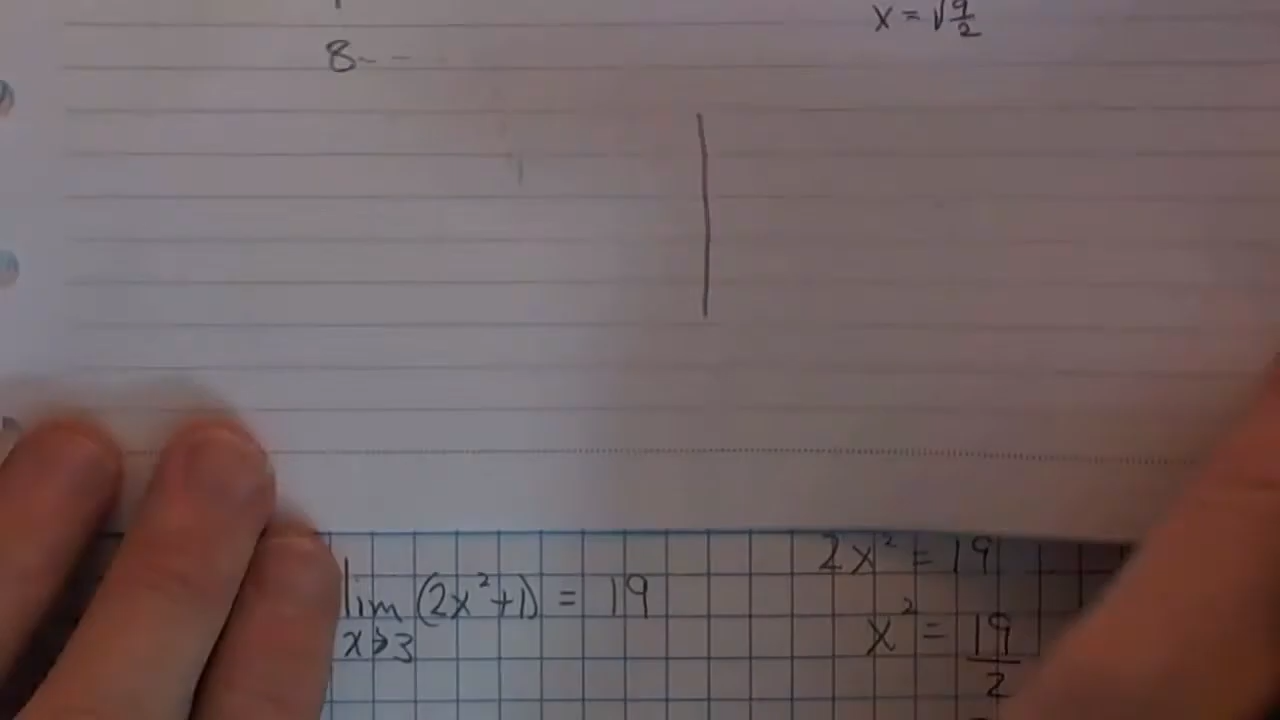 x = √9/2
8- -
lim (2x²+1) = 19
x→3
2x² = 19
x² = 19/2